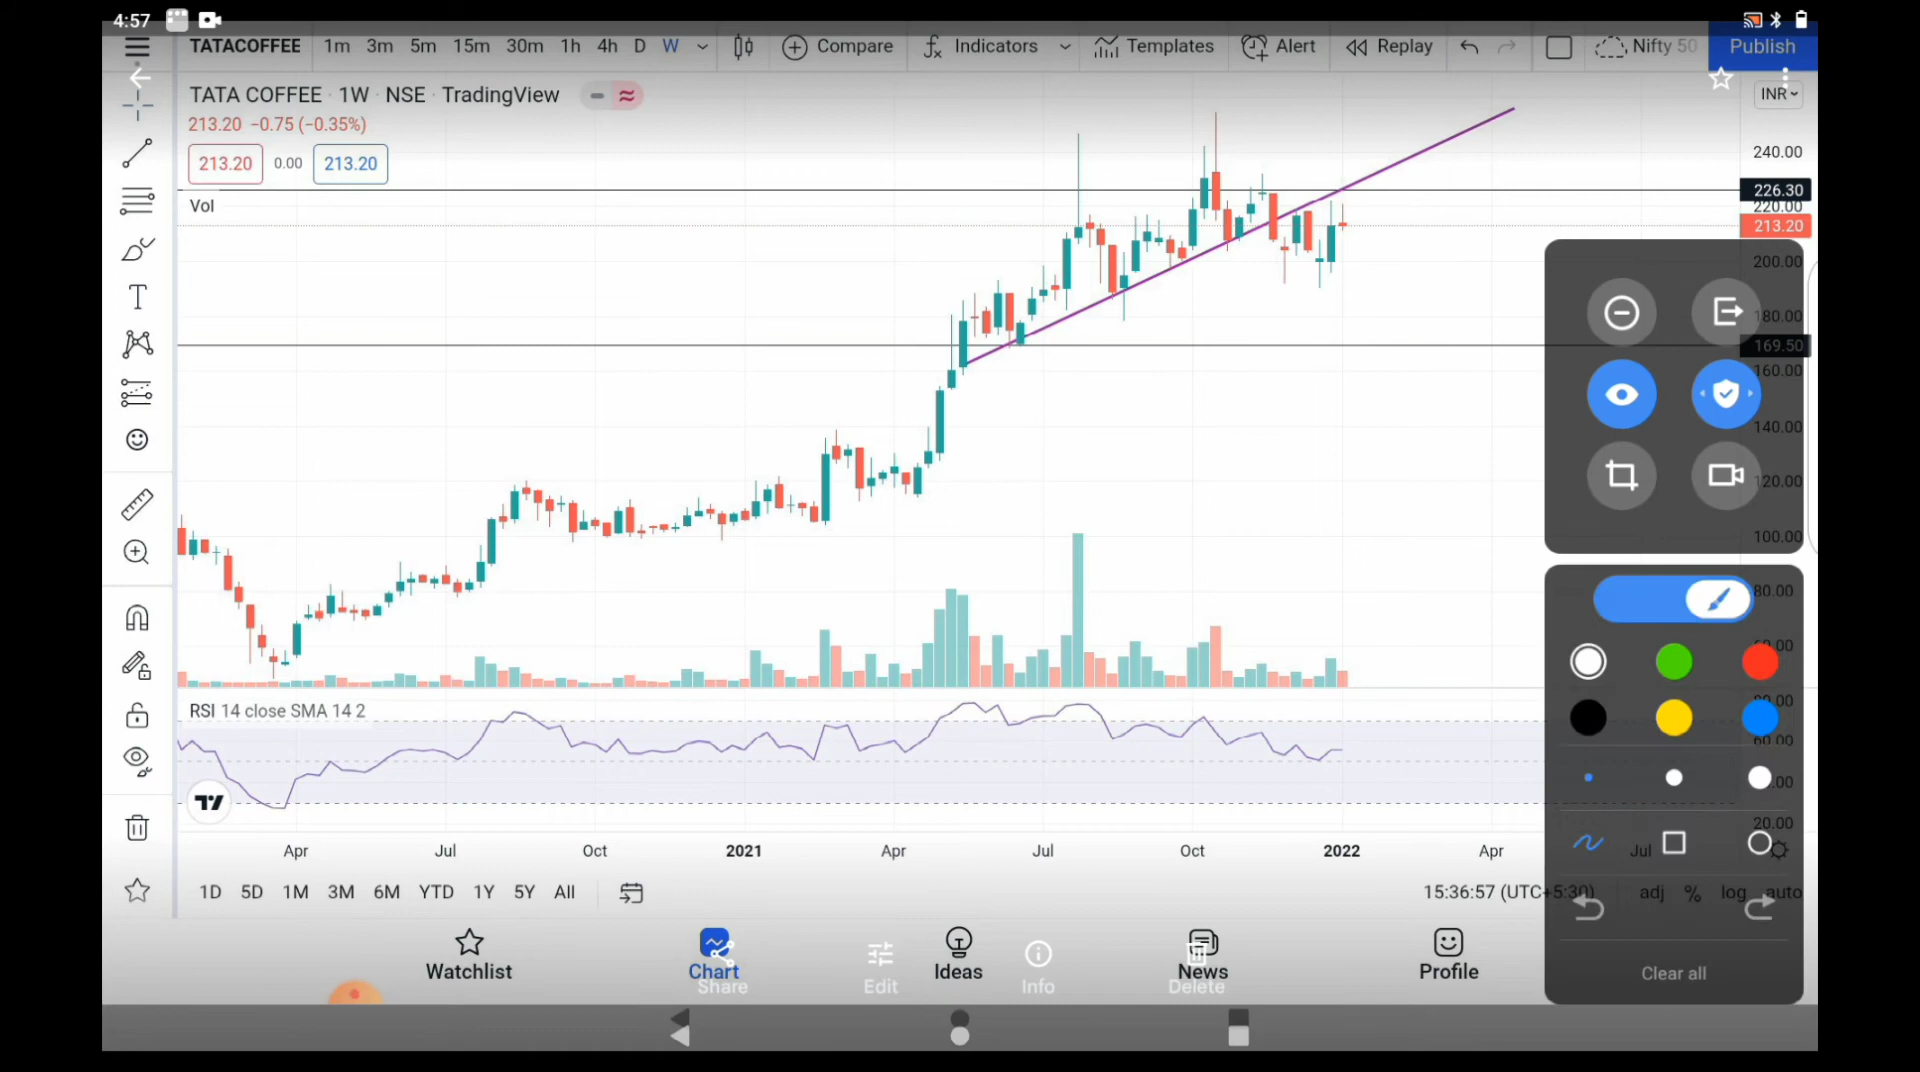 4:57
TATACOFFEE 1m 3m 5m 15m 30m 1h 4h D W Compare Indicators Templates Alert Replay Nifty 50 Publish
TATA COFFEE · 1W · NSE · TradingView
INR
213.20 −0.75 (−0.35%)
213.20 0.00 213.20
Vol
240.00
226.30
220.00
213.20
200.00
180.00
169.50
160.00
140.00
120.00
100.00
80.00
RSI 14 close SMA 14 2
60.00
20.00
Apr Jul Oct 2021 Apr Jul Oct 2022 Apr Jul
1D 5D 1M 3M 6M YTD 1Y 5Y All
15:36:57 (UTC+5:30) adj % log auto
Watchlist Chart Ideas News Profile
Share Edit Info Delete
Clear all